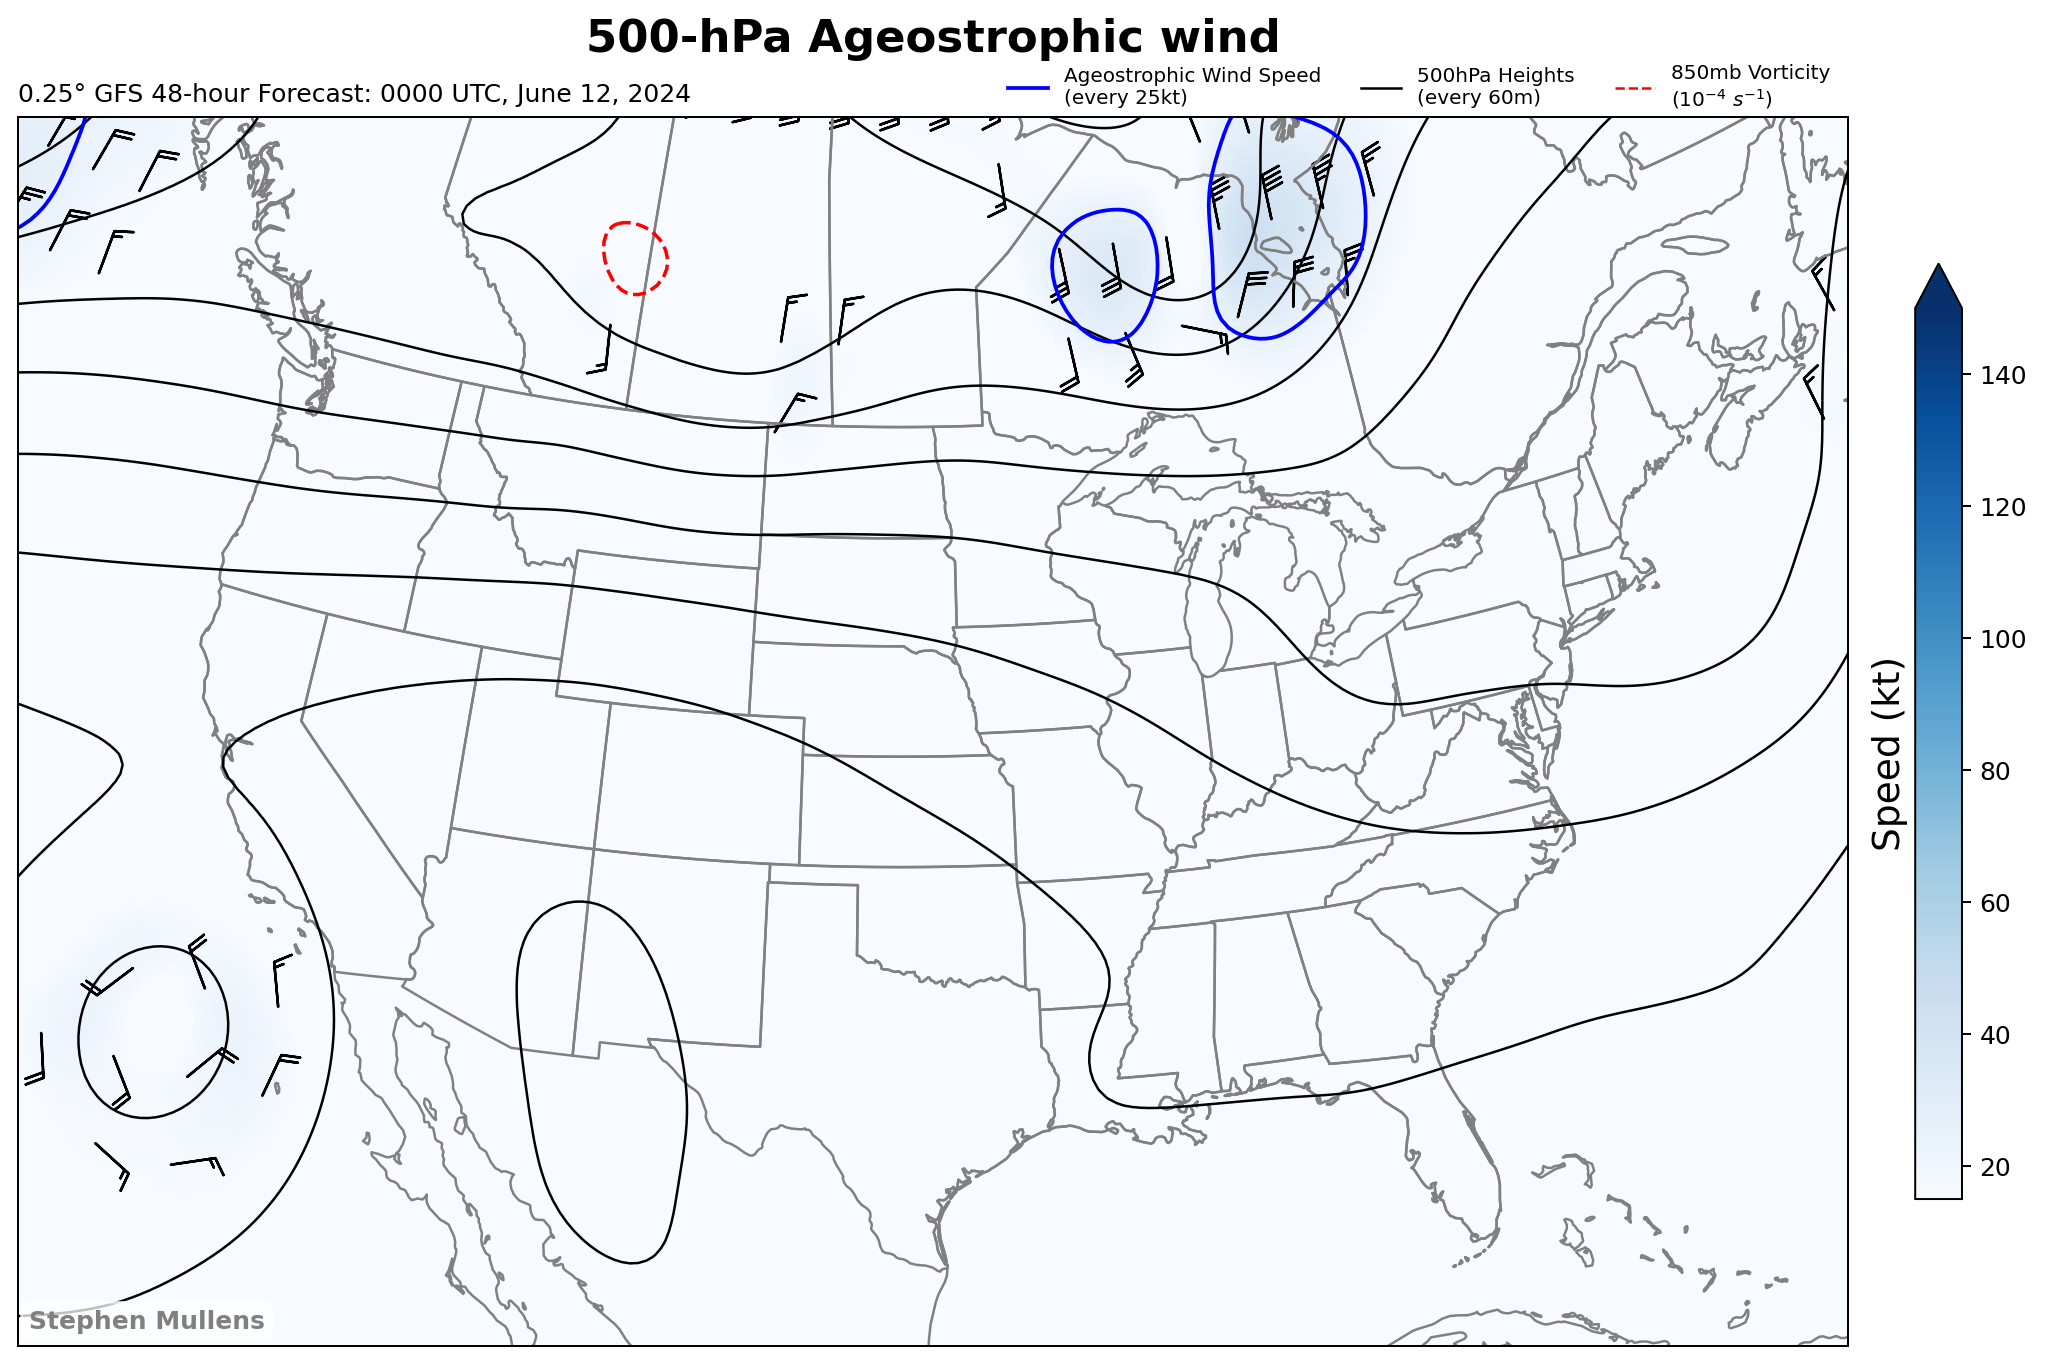 500-hPa Ageostrophic wind
0.25° GFS 48-hour Forecast: 0000 UTC, June 12, 2024
Ageostrophic Wind Speed
(every 25kt)
500hPa Heights
(every 60m)
850mb Vorticity
(10⁻⁴ s⁻¹)
140
120
100
80
60
40
20
Speed (kt)
Stephen Mullens